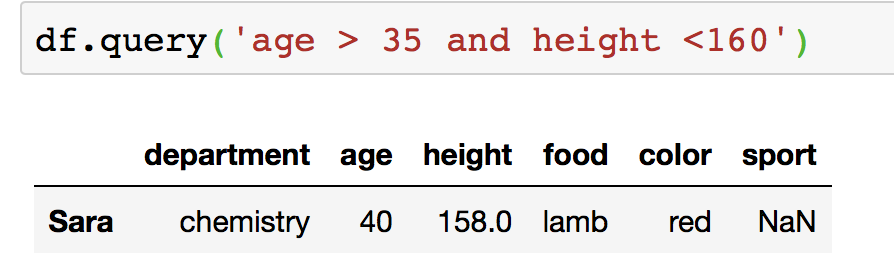 df.query('age > 35 and height <160')
department age height food color sport
Sara chemistry 40 158.0 lamb red NaN